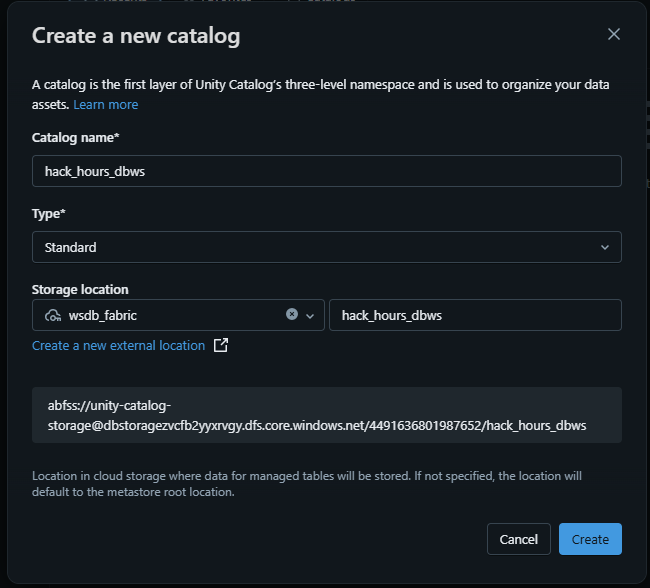 Create a new catalog
A catalog is the first layer of Unity Catalog’s three-level namespace and is used to organize your data
assets. Learn more
Catalog name*
hack_hours_dbws
Type*
Standard
Storage location
wsdb_fabric
hack_hours_dbws
Create a new external location
abfss://unity-catalog-
storage@dbstoragezvcfb2yyxrvgy.dfs.core.windows.net/4491636801987652/hack_hours_dbws
Location in cloud storage where data for managed tables will be stored. If not specified, the location will
default to the metastore root location.
Cancel
Create